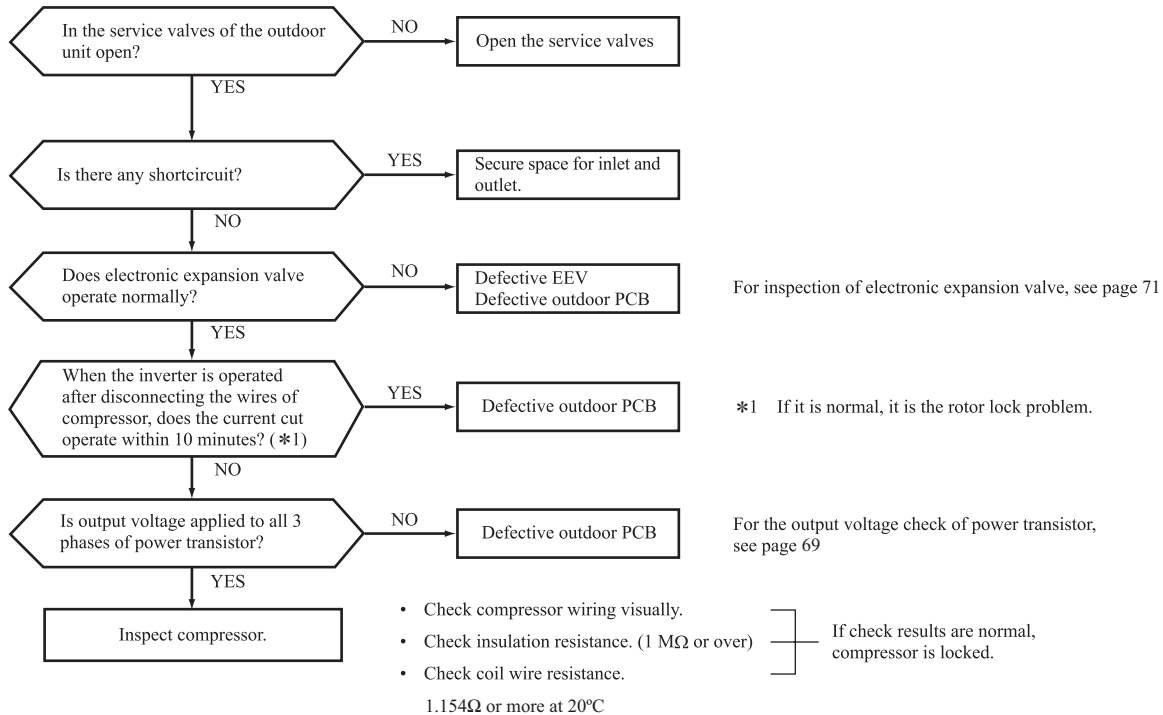 In the service valves of the outdoor
unit open?
NO
Open the service valves
YES
Is there any shortcircuit?
YES
Secure space for inlet and
outlet.
NO
Does electronic expansion valve
operate normally?
NO
Defective EEV
Defective outdoor PCB
For inspection of electronic expansion valve, see page 71
YES
When the inverter is operated
after disconnecting the wires of
compressor, does the current cut
operate within 10 minutes? (∗1)
YES
Defective outdoor PCB
∗1 If it is normal, it is the rotor lock problem.
NO
Is output voltage applied to all 3
phases of power transistor?
NO
Defective outdoor PCB
For the output voltage check of power transistor,
see page 69
YES
Inspect compressor.
• Check compressor wiring visually.
• Check insulation resistance. (1 MΩ or over)
• Check coil wire resistance.
1.154Ω or more at 20ºC
If check results are normal,
compressor is locked.